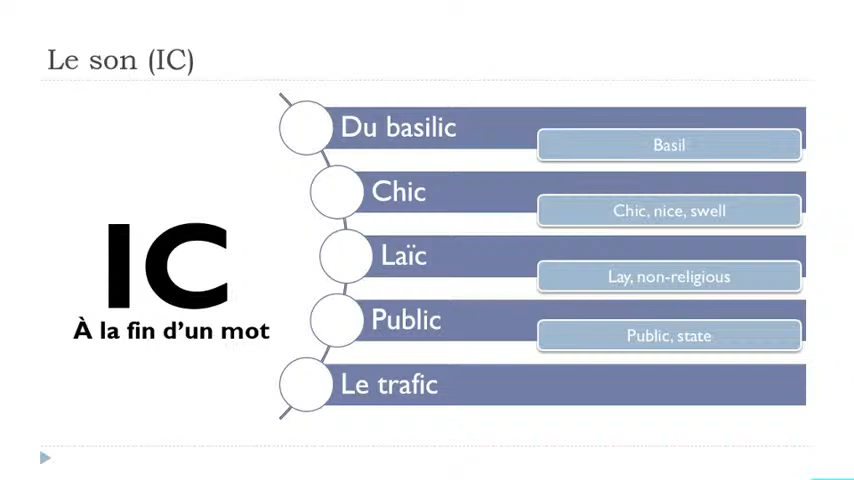 Le son (IC)
Du basilic
Basil
Chic
Chic, nice, swell
Laïc
Lay, non-religious
IC
À la fin d'un mot
Public
Public, state
Le trafic